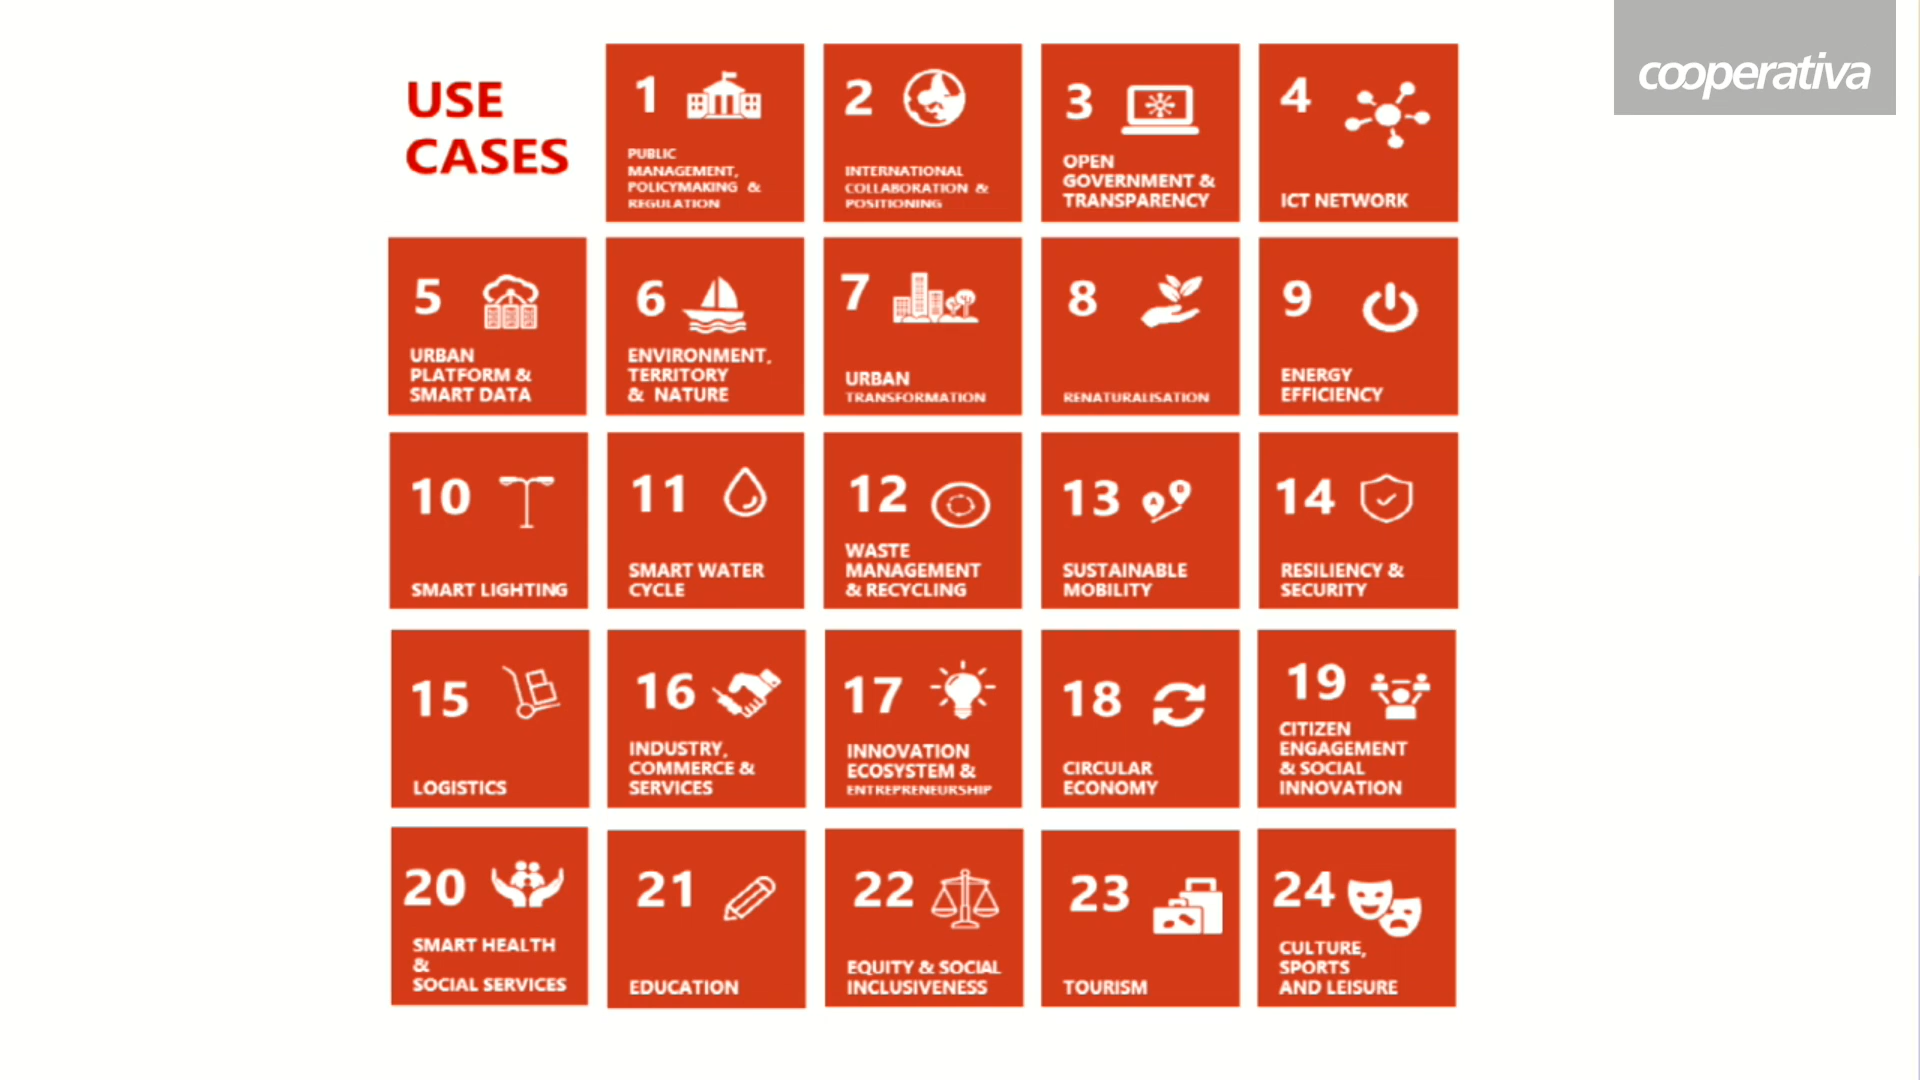 cooperativa
USE
CASES
1
PUBLIC
MANAGEMENT,
POLICYMAKING &
REGULATION
2
INTERNATIONAL
COLLABORATION &
POSITIONING
3
OPEN
GOVERNMENT &
TRANSPARENCY
4
ICT NETWORK
5
URBAN
PLATFORM &
SMART DATA
6
ENVIRONMENT,
TERRITORY
& NATURE
7
URBAN
TRANSFORMATION
8
RENATURALISATION
9
ENERGY
EFFICIENCY
10
SMART LIGHTING
11
SMART WATER
CYCLE
12
WASTE
MANAGEMENT
& RECYCLING
13
A B
SUSTAINABLE
MOBILITY
14
RESILIENCY &
SECURITY
15
LOGISTICS
16
INDUSTRY,
COMMERCE &
SERVICES
17
INNOVATION
ECOSYSTEM &
ENTREPRENEURSHIP
18
CIRCULAR
ECONOMY
19
CITIZEN
ENGAGEMENT
& SOCIAL
INNOVATION
20
SMART HEALTH
&
SOCIAL SERVICES
21
EDUCATION
22
EQUITY & SOCIAL
INCLUSIVENESS
23
TOURISM
24
CULTURE,
SPORTS
AND LEISURE